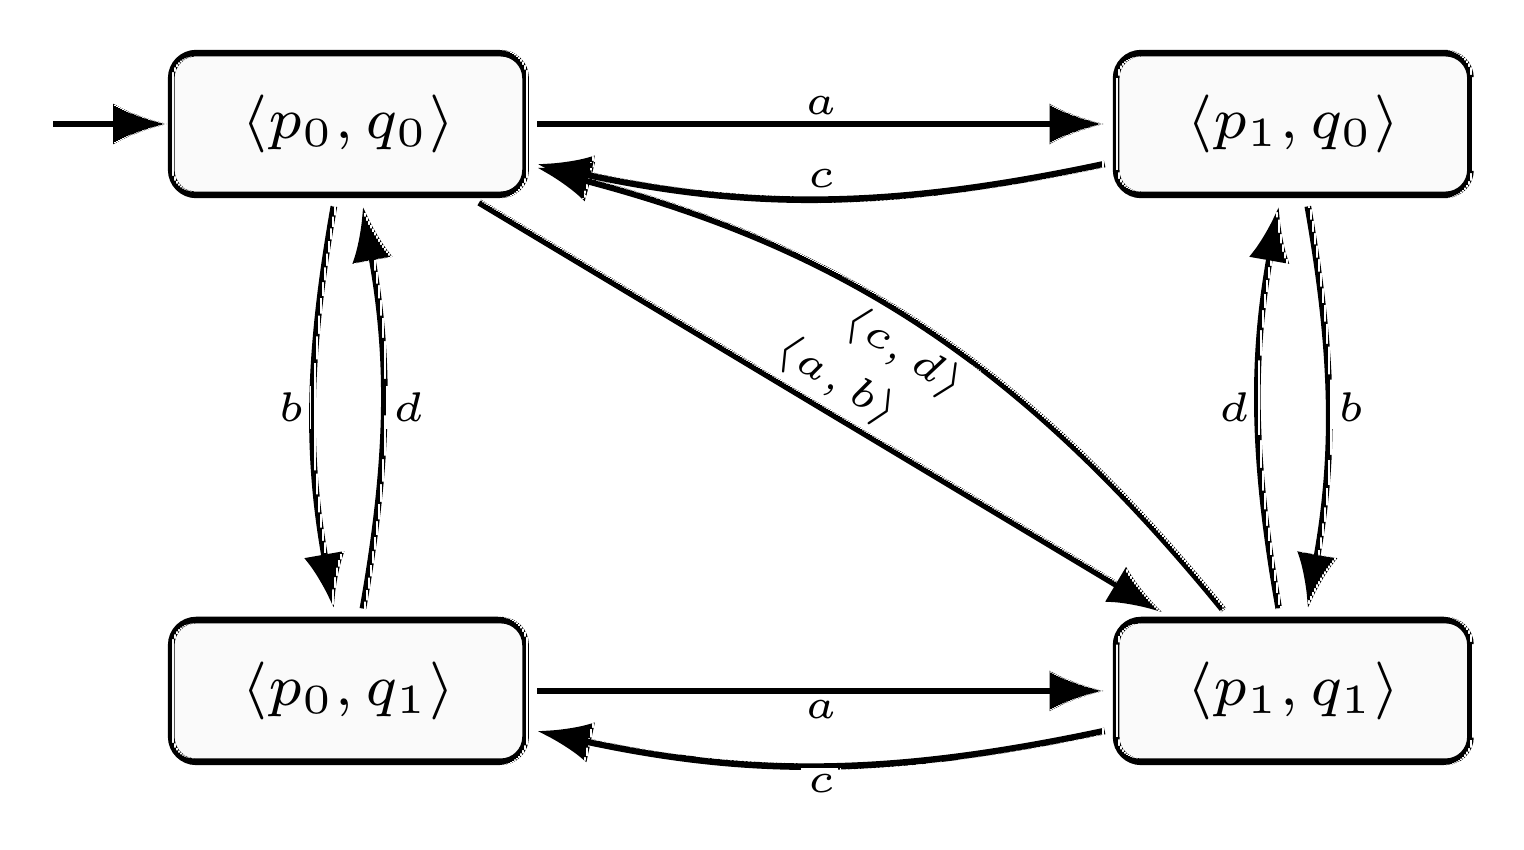 ⟨p₀, q₀⟩
a
⟨p₁, q₀⟩
c
⟨c, d⟩
⟨a, b⟩
b
d
d
b
⟨p₀, q₁⟩
a
⟨p₁, q₁⟩
c